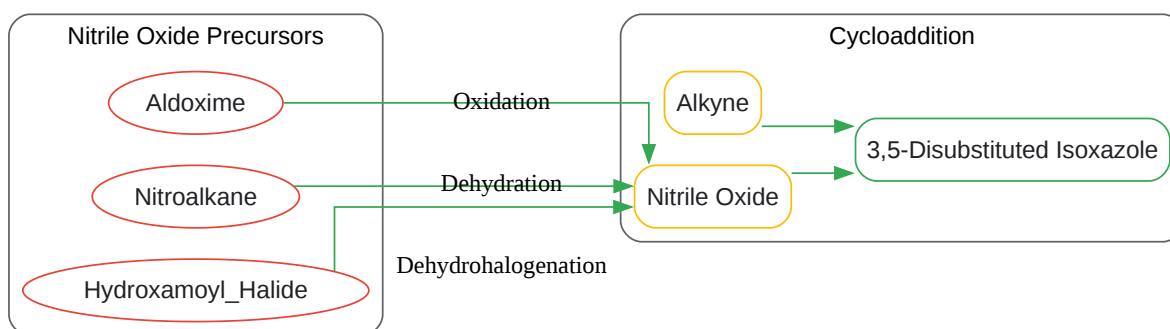 Nitrile Oxide Precursors
Cycloaddition
Aldoxime
Oxidation
Alkyne
3,5-Disubstituted Isoxazole
Nitroalkane
Dehydration
Nitrile Oxide
Dehydrohalogenation
Hydroxamoyl_Halide